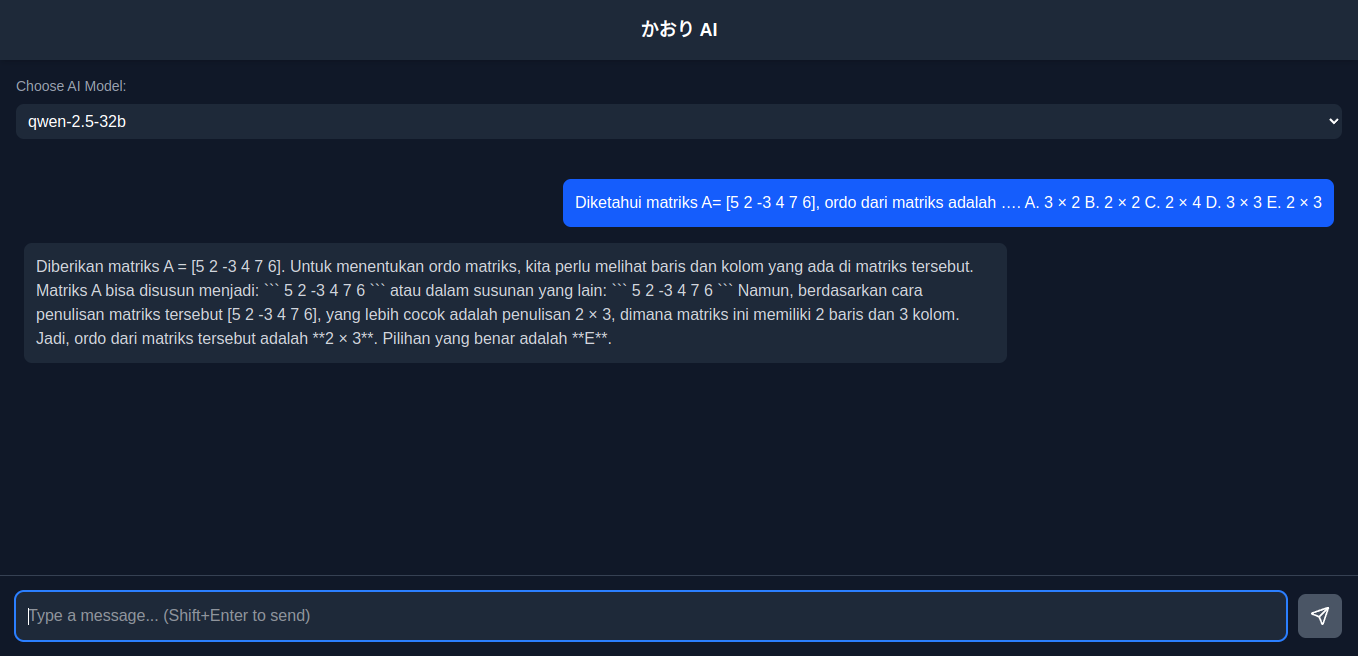 かおり AI
Choose AI Model:
qwen-2.5-32b
Diketahui matriks A= [5 2 -3 4 7 6], ordo dari matriks adalah …. A. 3 × 2 B. 2 × 2 C. 2 × 4 D. 3 × 3 E. 2 × 3
Diberikan matriks A = [5 2 -3 4 7 6]. Untuk menentukan ordo matriks, kita perlu melihat baris dan kolom yang ada di matriks tersebut.
Matriks A bisa disusun menjadi: ``` 5 2 -3 4 7 6 ``` atau dalam susunan yang lain: ``` 5 2 -3 4 7 6 ``` Namun, berdasarkan cara
penulisan matriks tersebut [5 2 -3 4 7 6], yang lebih cocok adalah penulisan 2 × 3, dimana matriks ini memiliki 2 baris dan 3 kolom.
Jadi, ordo dari matriks tersebut adalah **2 × 3**. Pilihan yang benar adalah **E**.
Type a message... (Shift+Enter to send)